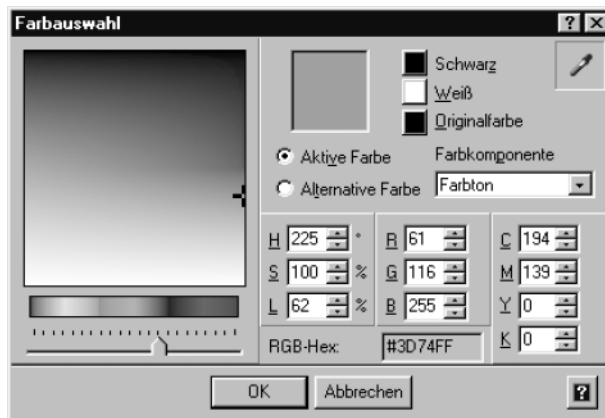 Farbauswahl
Schwarz
Weiß
Originalfarbe
Aktive Farbe
Alternative Farbe
Farbkomponente
Farbton
H 225 ° R 61 C 194
S 100 % G 116 M 139
L 62 % B 255 Y 0
RGB-Hex: #3D74FF K 0
OK Abbrechen